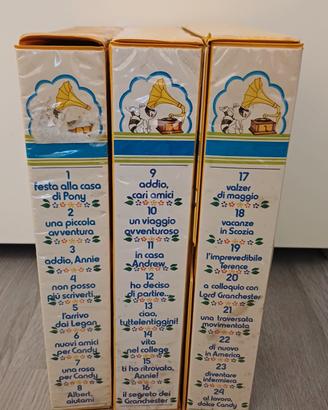 1
festa alla casa
di Pony
2
una piccola
avventura
3
addio, Annie
4
non posso
più scriverti
5
l'arrivo
dai Legan
6
nuovi amici
per Candy
7
una rosa
per Candy
8
Albert,
aiutami
9
addio,
cari amici
10
un viaggio
avventuroso
11
in casa
Andrew
12
ho deciso
di partire
13
ciao,
tuttelentiggini!
14
vita
nel college
15
ti ho ritrovata,
Annie!
16
il segreto dei
Granchester
17
valzer
di maggio
18
vacanze
in Scozia
19
l'imprevedibile
Terence
20
a colloquio con
Lord Granchester
21
una traversata
movimentata
22
di nuovo
in America
23
diventare
infermiera
24
al lavoro,
dolce Candy